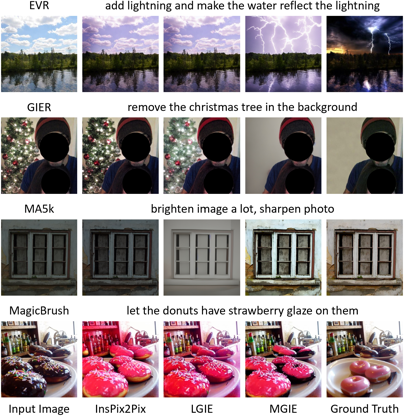 EVR add lightning and make the water reflect the lightning
GIER remove the christmas tree in the background
MA5k brighten image a lot, sharpen photo
MagicBrush let the donuts have strawberry glaze on them
Input Image InsPix2Pix LGIE MGIE Ground Truth